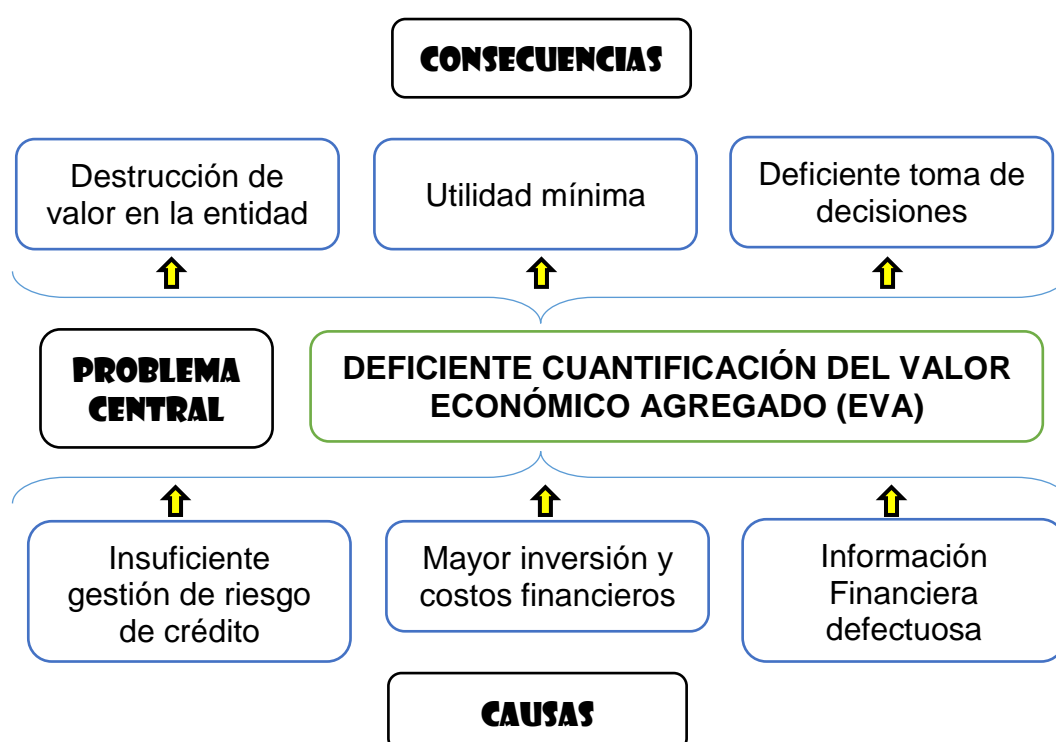 CONSECUENCIAS
Destrucción de
valor en la entidad
Utilidad mínima
Deficiente toma de
decisiones
PROBLEMA
CENTRAL
DEFICIENTE CUANTIFICACIÓN DEL VALOR
ECONÓMICO AGREGADO (EVA)
Insuficiente
gestión de riesgo
de crédito
Mayor inversión y
costos financieros
Información
Financiera
defectuosa
CAUSAS